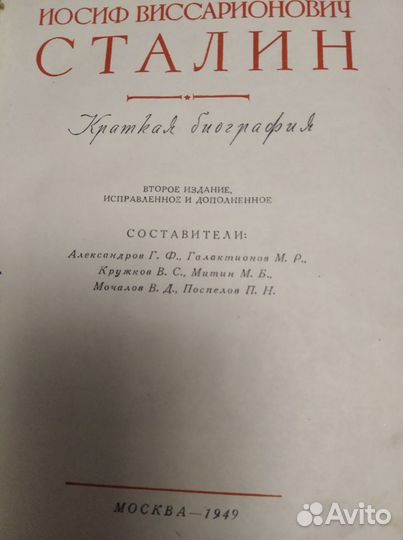 ИОСИФ ВИССАРИОНОВИЧ
СТАЛИН
Краткая биография
ВТОРОЕ ИЗДАНИЕ,
ИСПРАВЛЕННОЕ И ДОПОЛНЕННОЕ
СОСТАВИТЕЛИ:
Александров Г. Ф., Галактионов М. Р.,
Кружков В. С., Митин М. Б.,
Мочалов В. Д., Поспелов П. Н.
МОСКВА—1949
Avito